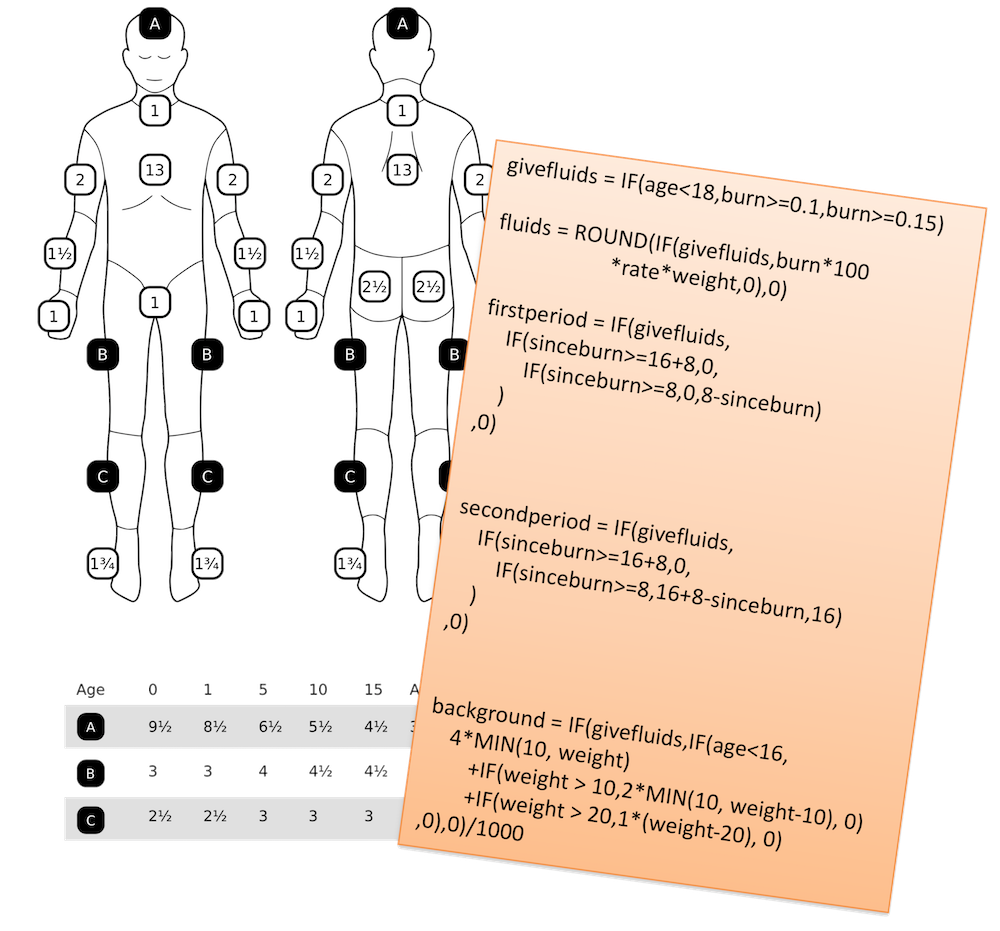 A A
1 1
2 13 2 2 13 2
1½ 1½ 1½
2½ 2½
1 1 1 1
B B B B
C C C
1¾ 1¾ 1¾
Age 0 1 5 10 15 A
A 9½ 8½ 6½ 5½ 4½ 3
B 3 3 4 4½ 4½
C 2½ 2½ 3 3 3
givefluids = IF(age<18,burn>=0.1,burn>=0.15)
fluids = ROUND(IF(givefluids,burn*100
*rate*weight,0),0)
firstperiod = IF(givefluids,
IF(sinceburn>=16+8,0,
IF(sinceburn>=8,0,8-sinceburn)
)
,0)
secondperiod = IF(givefluids,
IF(sinceburn>=16+8,0,
IF(sinceburn>=8,16+8-sinceburn,16)
)
,0)
background = IF(givefluids,IF(age<16,
4*MIN(10, weight)
+IF(weight > 10,2*MIN(10, weight-10), 0)
+IF(weight > 20,1*(weight-20), 0)
,0),0)/1000